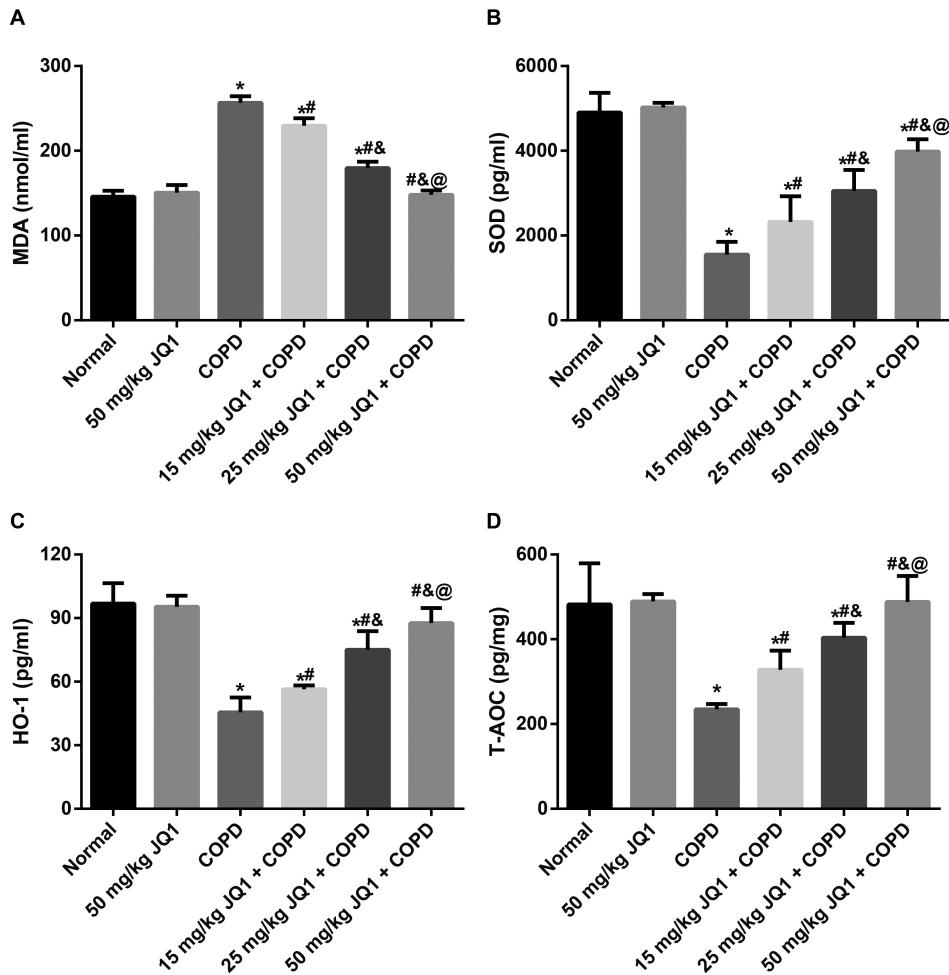 A
MDA (nmol/ml)
300
200
100
0
*
*#
*#&
#&@
Normal
50 mg/kg JQ1
COPD
15 mg/kg JQ1 + COPD
25 mg/kg JQ1 + COPD
50 mg/kg JQ1 + COPD
B
SOD (pg/ml)
6000
4000
2000
0
*
*#
*#&
*#&@
Normal
50 mg/kg JQ1
COPD
15 mg/kg JQ1 + COPD
25 mg/kg JQ1 + COPD
50 mg/kg JQ1 + COPD
C
HO-1 (pg/ml)
120
90
60
30
0
*
*#
*#&
#&@
Normal
50 mg/kg JQ1
COPD
15 mg/kg JQ1 + COPD
25 mg/kg JQ1 + COPD
50 mg/kg JQ1 + COPD
D
T-AOC (pg/mg)
600
400
200
0
*
*#
*#&
#&@
Normal
50 mg/kg JQ1
COPD
15 mg/kg JQ1 + COPD
25 mg/kg JQ1 + COPD
50 mg/kg JQ1 + COPD